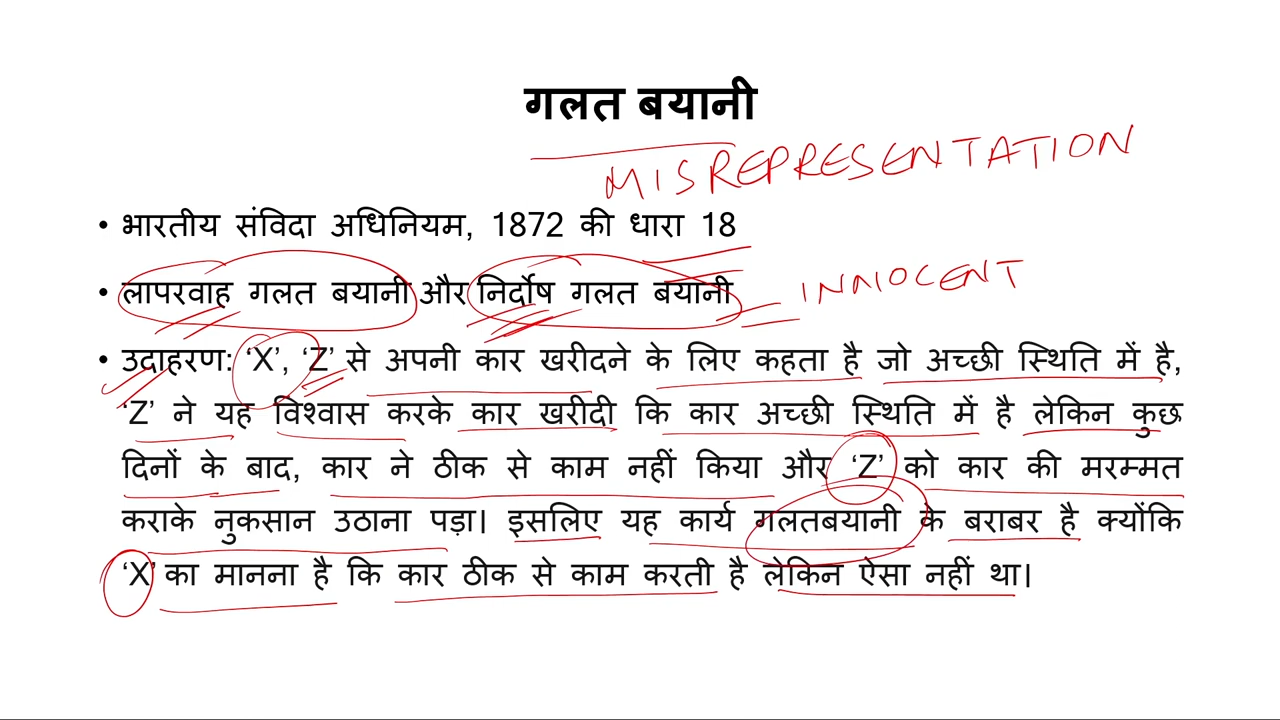 गलत बयानी
MISREPRESENTATION
• भारतीय संविदा अधिनियम, 1872 की धारा 18
• लापरवाह गलत बयानी और निर्दोष गलत बयानी INNOCENT
• उदाहरण: ‘X’, ‘Z’ से अपनी कार खरीदने के लिए कहता है जो अच्छी स्थिति में है,
‘Z’ ने यह विश्वास करके कार खरीदी कि कार अच्छी स्थिति में है लेकिन कुछ
दिनों के बाद, कार ने ठीक से काम नहीं किया और ‘Z’ को कार की मरम्मत
कराके नुकसान उठाना पड़ा। इसलिए यह कार्य गलतबयानी के बराबर है क्योंकि
‘X’ का मानना है कि कार ठीक से काम करती है लेकिन ऐसा नहीं था।